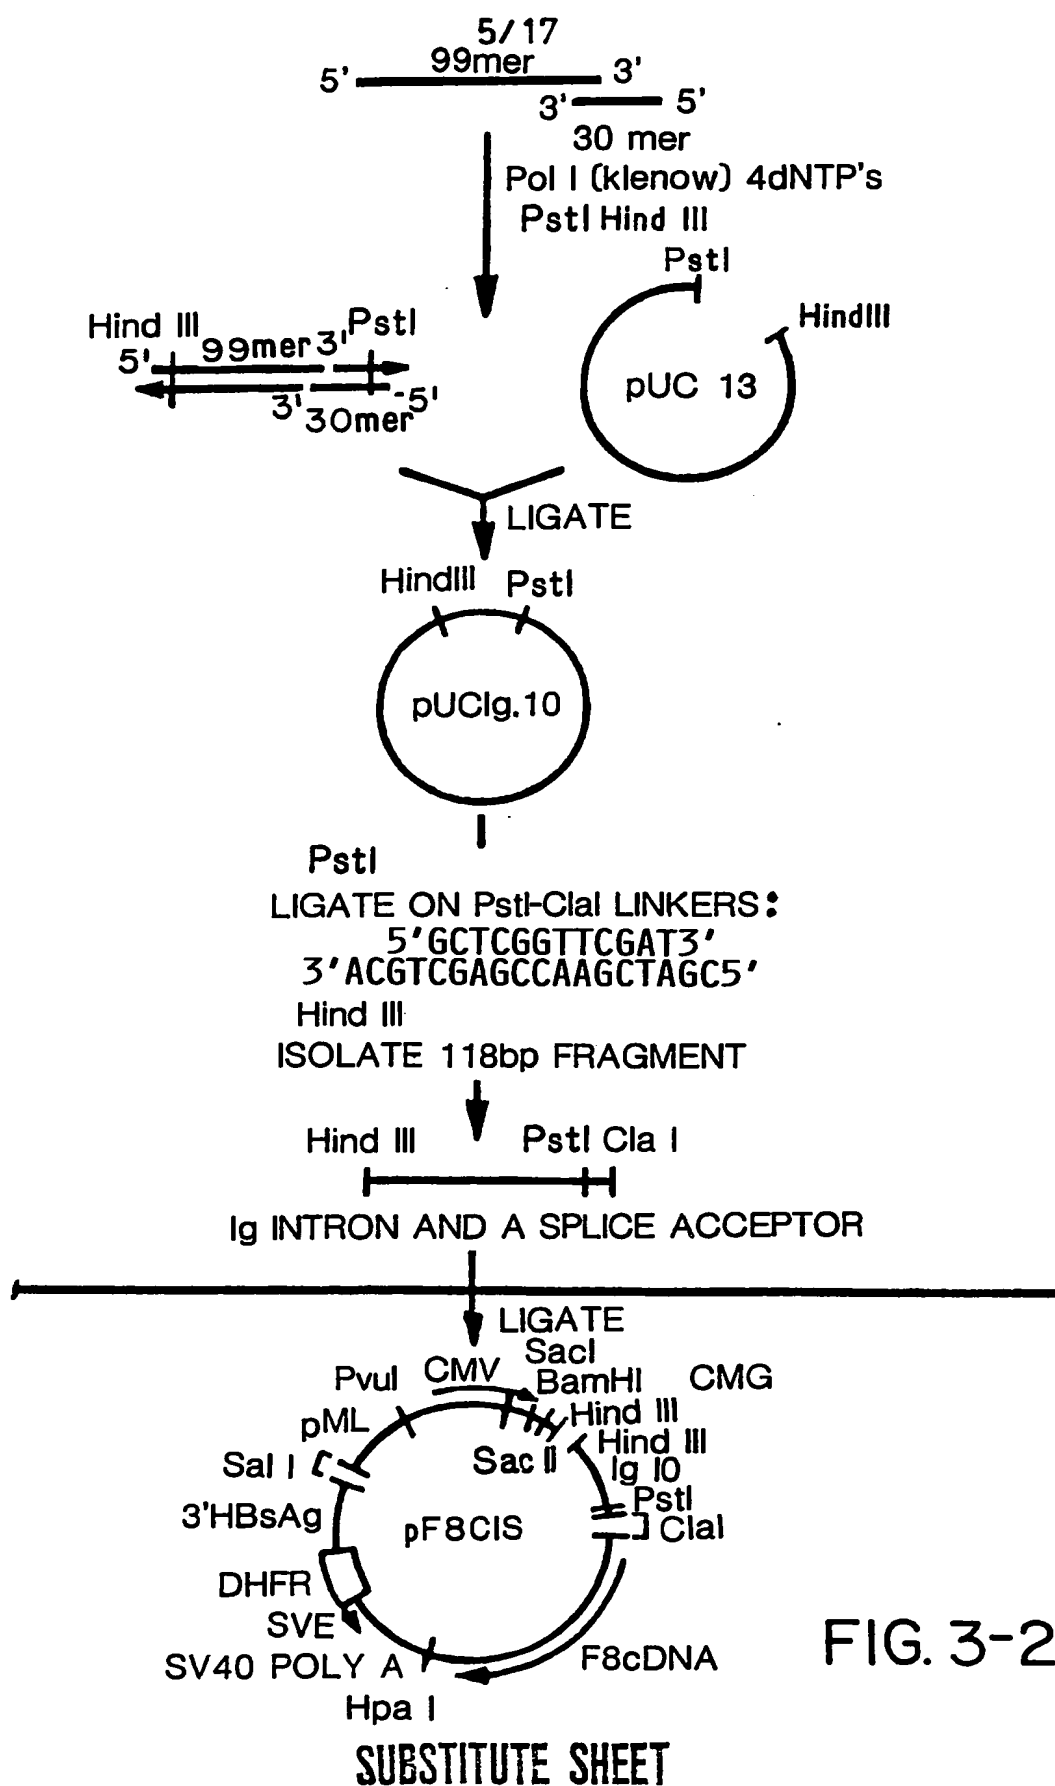 5/17
99mer
5' 3'
3' 5'
30 mer
Pol I (klenow) 4dNTP's
PstI Hind III
PstI
HindIII
pUC 13
Hind III PstI
5' 99mer 3'
3' 30mer -5'
LIGATE
HindIII PstI
pUCIg.10
PstI
LIGATE ON PstI-ClaI LINKERS:
5'GCTCGGTTCGAT3'
3'ACGTCGAGCCAAGCTAGC5'
Hind III
ISOLATE 118bp FRAGMENT
Hind III PstI Cla I
Ig INTRON AND A SPLICE ACCEPTOR
LIGATE
SacI
PvuI CMV BamHI CMG
pML Hind III
Hind III
Sal I Sac II Ig 10
PstI
3'HBsAg pF8CIS ClaI
DHFR
SVE
SV40 POLY A F8cDNA
Hpa I
FIG. 3-2
SUBSTITUTE SHEET